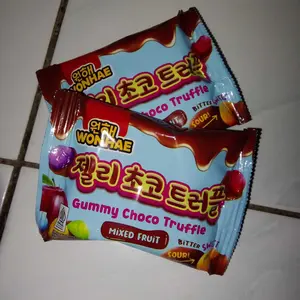 원해
WONHAE
젤리 초코 트러플
Choco Truffle
BITTER
SOUR!
원해
WONHAE
젤리 초코 트러플
Gummy Choco Truffle
MIXED FRUIT
BITTER SWEET
SOUR!